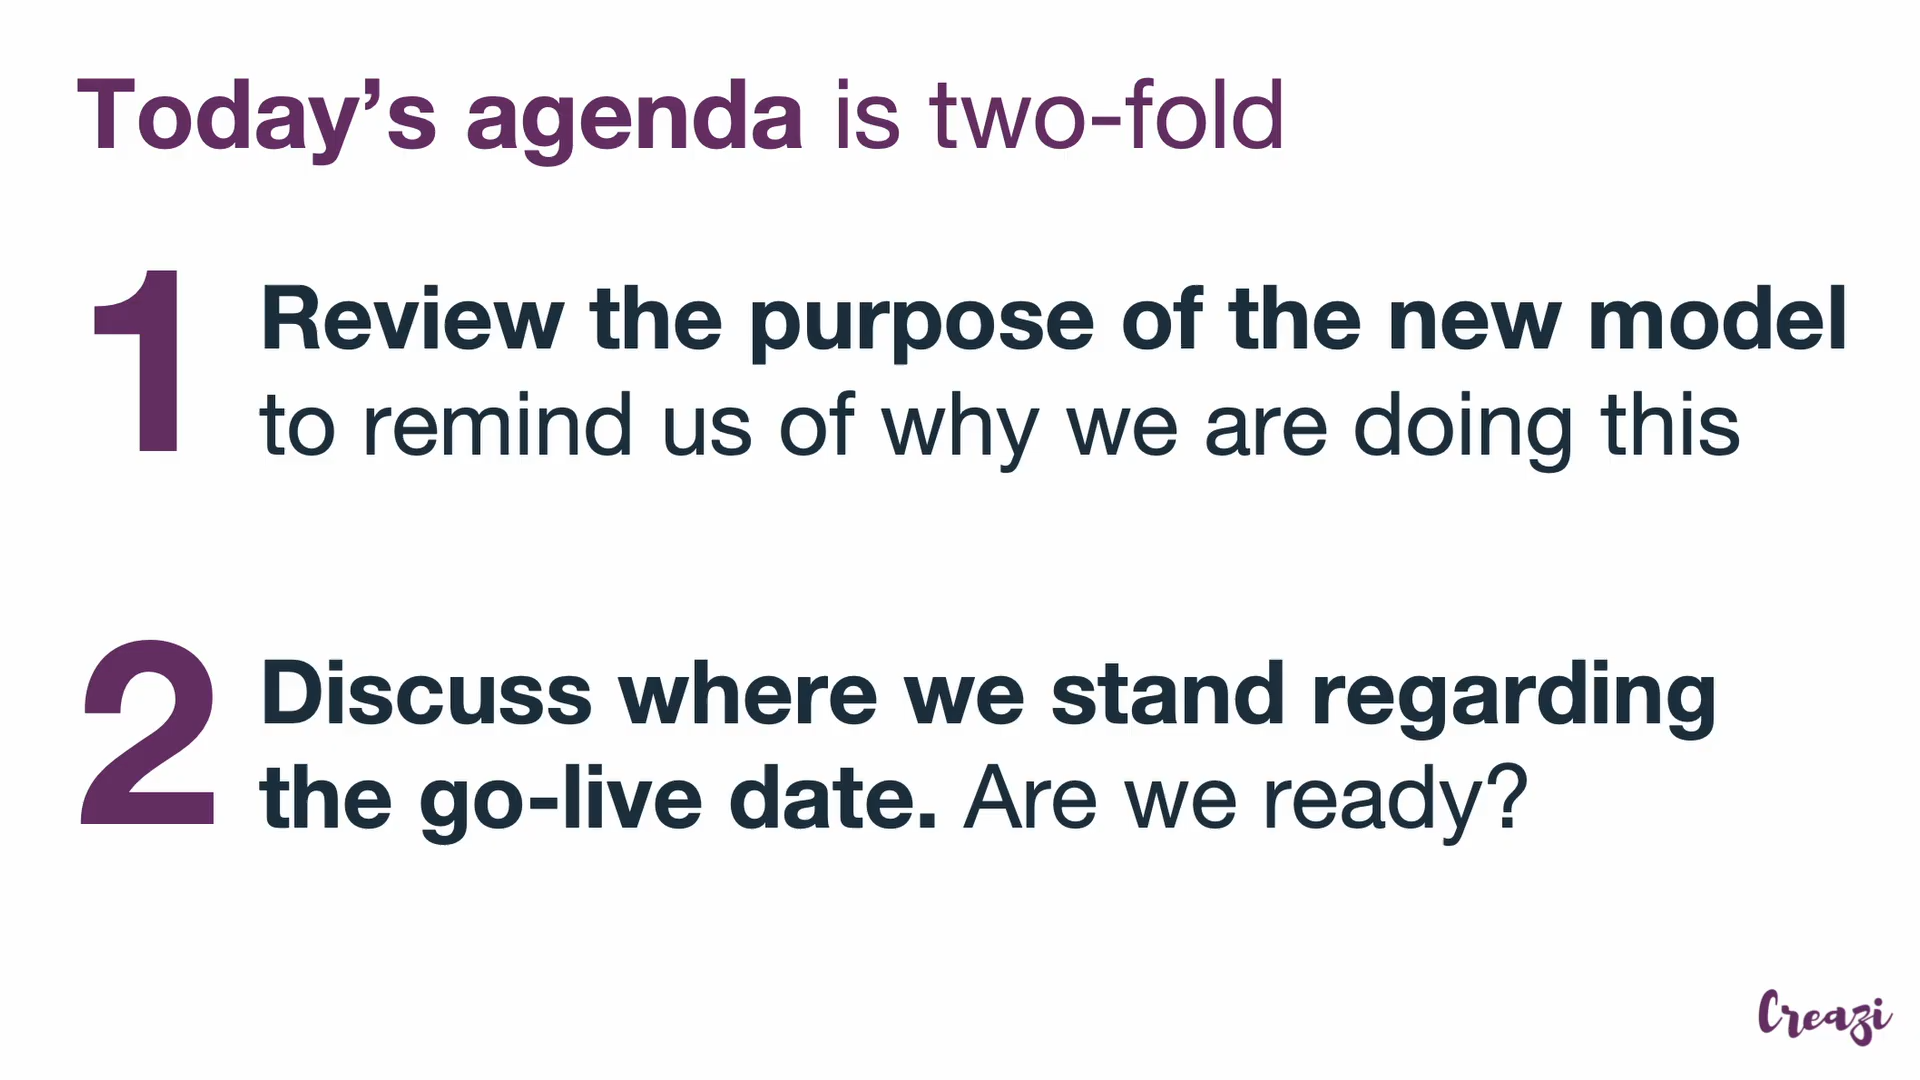 Today’s agenda is two-fold
1
Review the purpose of the new model
to remind us of why we are doing this
2
Discuss where we stand regarding
the go-live date. Are we ready?
Creazi